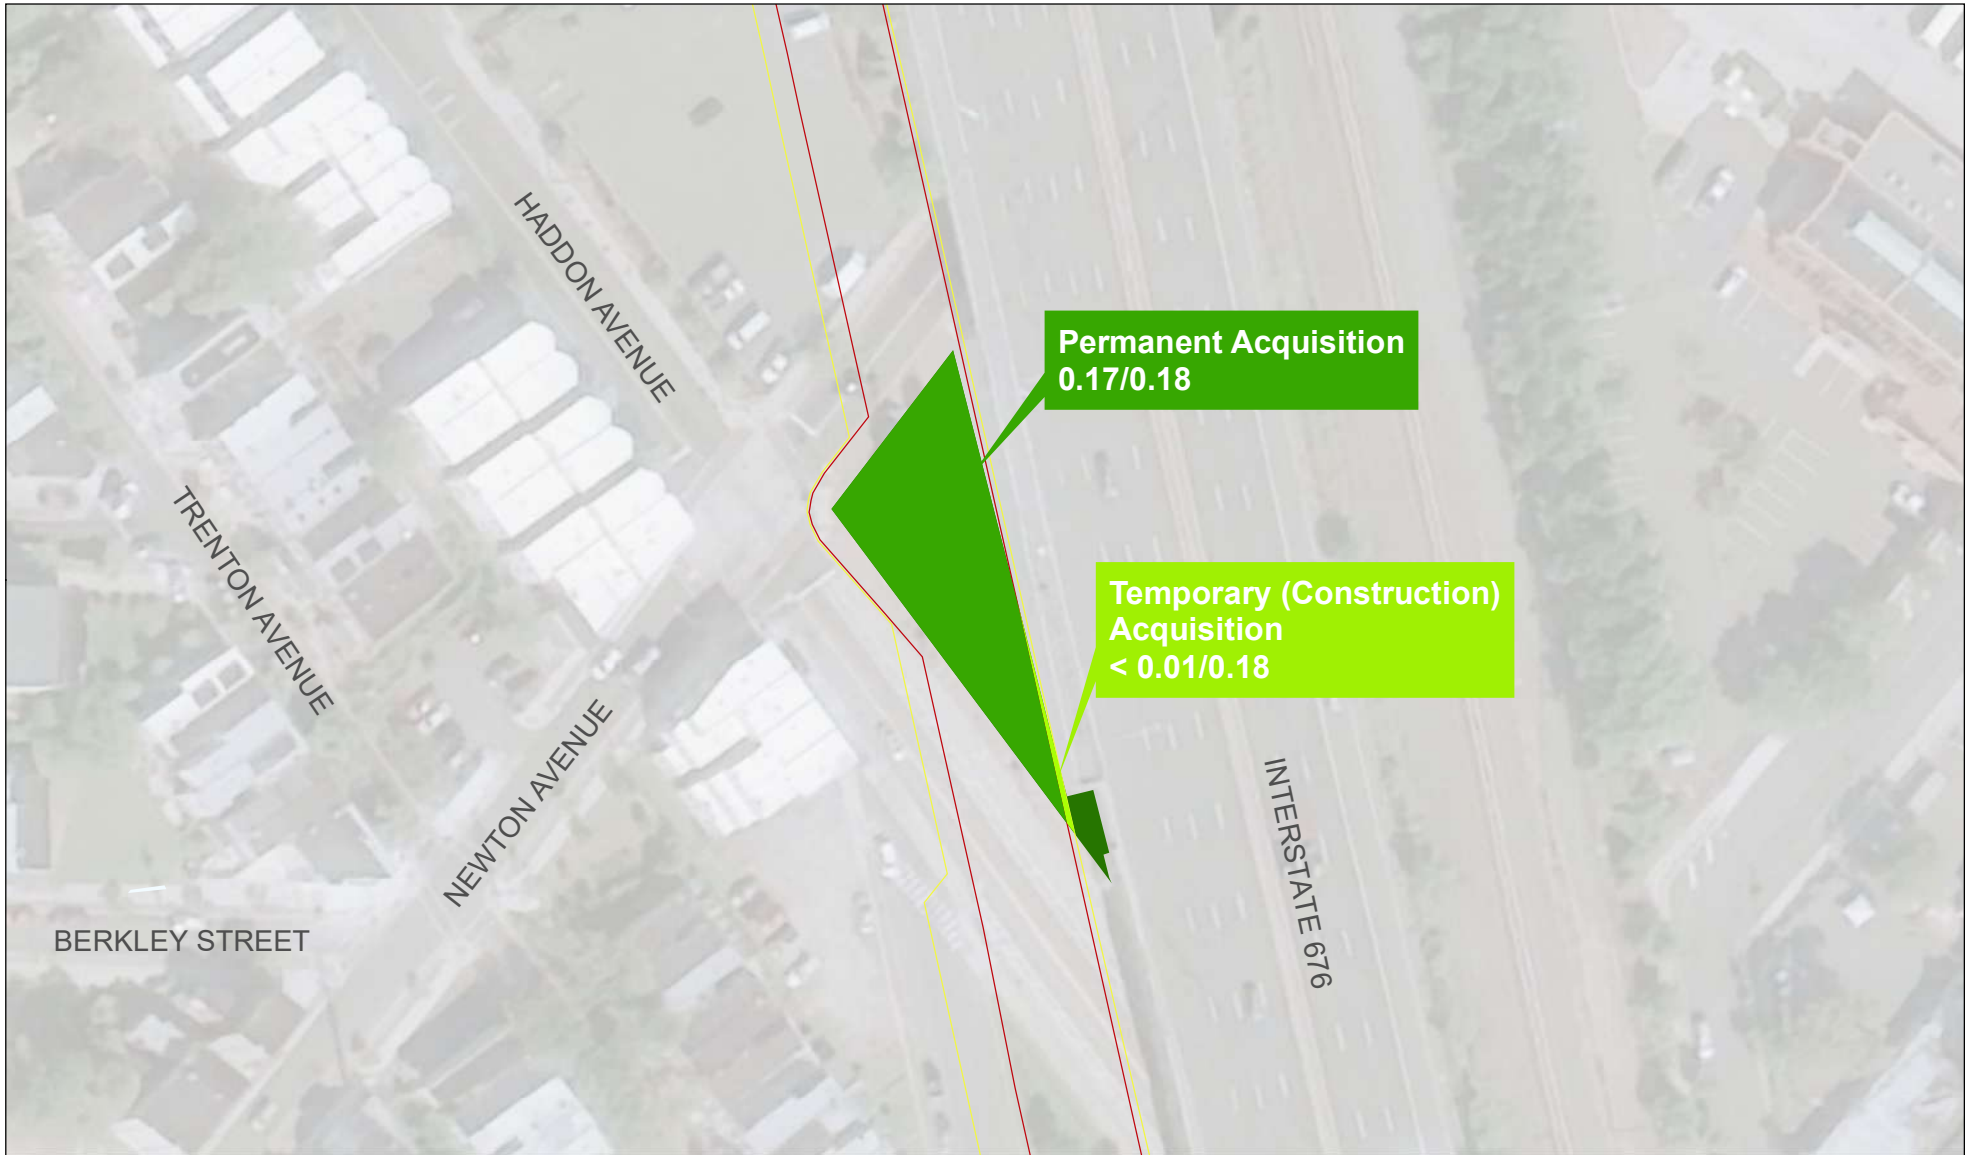 HADDON AVENUE
Permanent Acquisition
0.17/0.18
TRENTON AVENUE
Temporary (Construction)
Acquisition
< 0.01/0.18
NEWTON AVENUE
INTERSTATE 676
BERKLEY STREET